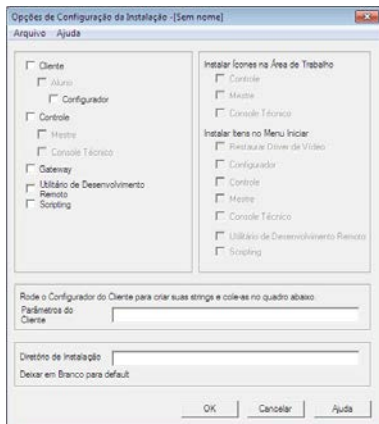 Opções de Configuração da Instalação -[Sem nome]
Arquivo Ajuda
Cliente
Aluno
Configurador
Controle
Mestre
Console Técnico
Gateway
Utilitário de Desenvolvimento
Remoto
Scripting
Instalar Ícones na Área de Trabalho
Controle
Mestre
Console Técnico
Instalar Itens no Menu Iniciar
Restaurar Driver de Vídeo
Configurador
Controle
Mestre
Console Técnico
Utilitário de Desenvolvimento Remoto
Scripting
Rode o Configurador do Cliente para criar suas strings e cole-as no quadro abaixo
Parâmetros do
Cliente
Diretório de Instalação
Deixar em Branco para default
OK Cancelar Ajuda